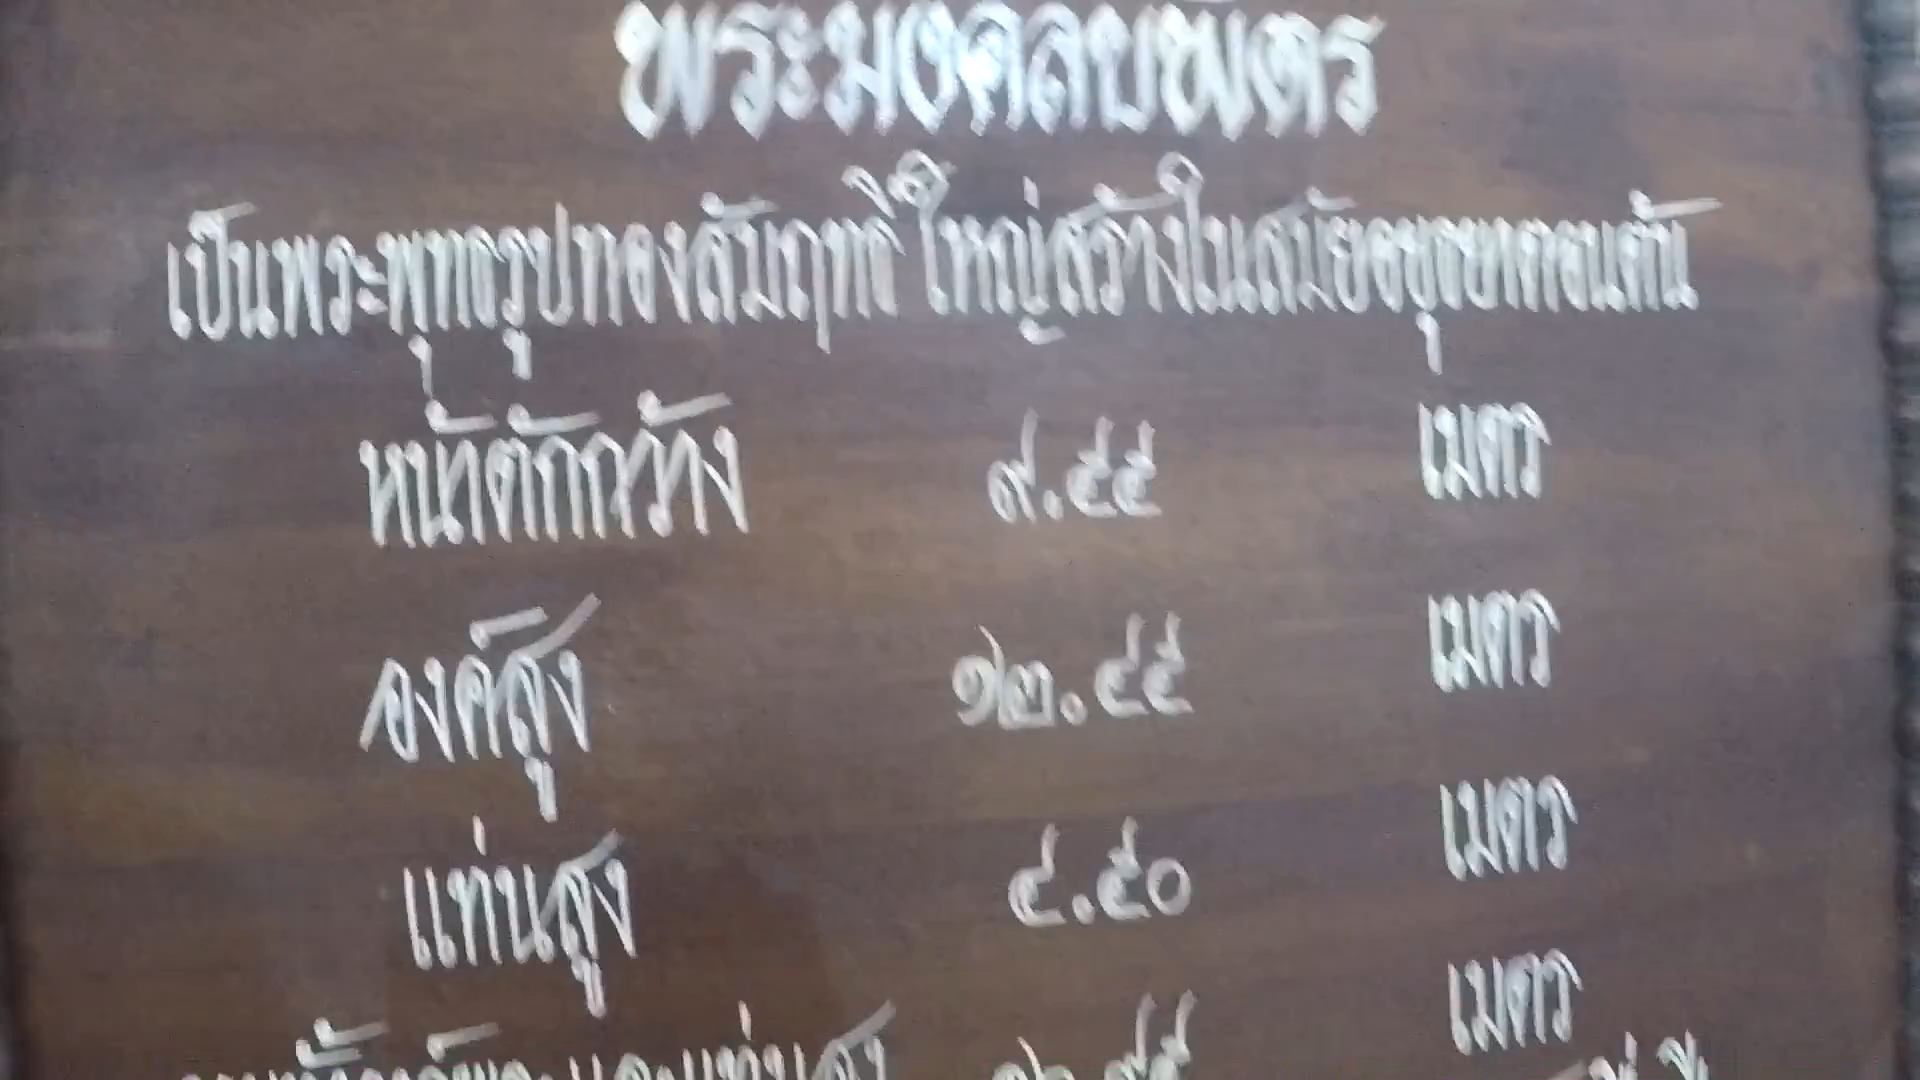 พระมงคลบพิตร
เป็นพระพุทธรูปทองสัมฤทธิ์ใหญ่สร้างในสมัยอยุธยาตอนต้น
หน้าตักกว้าง ๙.๕๕ เมตร
องค์สูง ๑๒.๔๕ เมตร
แท่นสูง ๔.๕๐ เมตร
เมตร